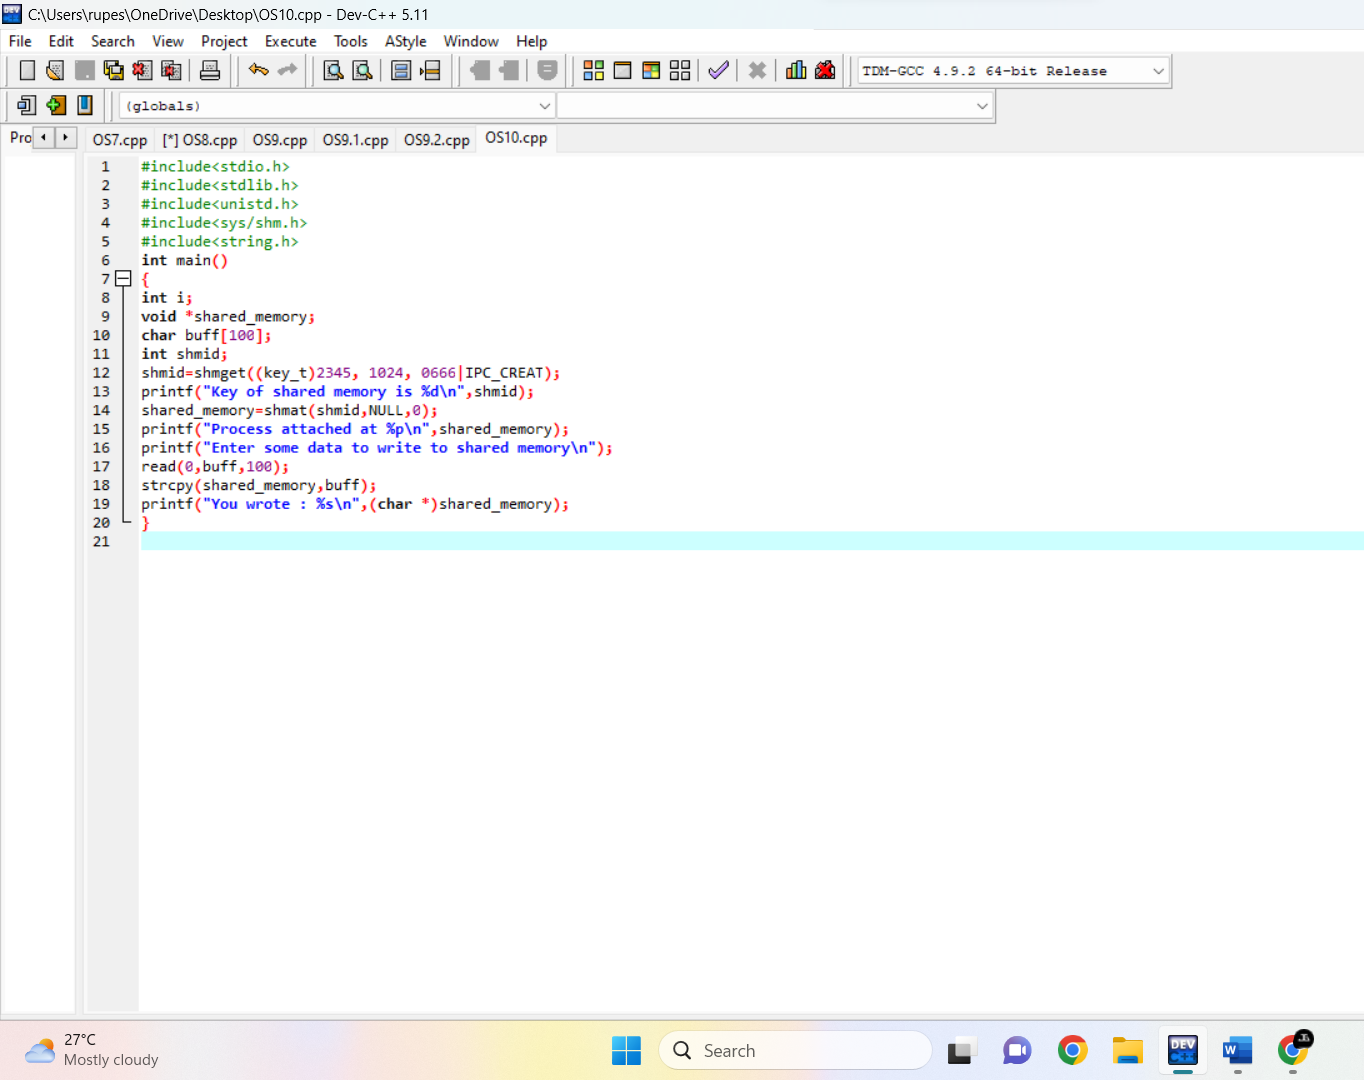 C:\Users\rupes\OneDrive\Desktop\OS10.cpp - Dev-C++ 5.11
File Edit Search View Project Execute Tools AStyle Window Help
TDM-GCC 4.9.2 64-bit Release
(globals)
Pro OS7.cpp [*] OS8.cpp OS9.cpp OS9.1.cpp OS9.2.cpp OS10.cpp
1 #include<stdio.h>
2 #include<stdlib.h>
3 #include<unistd.h>
4 #include<sys/shm.h>
5 #include<string.h>
6 int main()
7 {
8 int i;
9 void *shared_memory;
10 char buff[100];
11 int shmid;
12 shmid=shmget((key_t)2345, 1024, 0666|IPC_CREAT);
13 printf("Key of shared memory is %d\n",shmid);
14 shared_memory=shmat(shmid,NULL,0);
15 printf("Process attached at %p\n",shared_memory);
16 printf("Enter some data to write to shared memory\n");
17 read(0,buff,100);
18 strcpy(shared_memory,buff);
19 printf("You wrote : %s\n",(char *)shared_memory);
20 }
21
27°C
Mostly cloudy
Search
DEV
C++
W